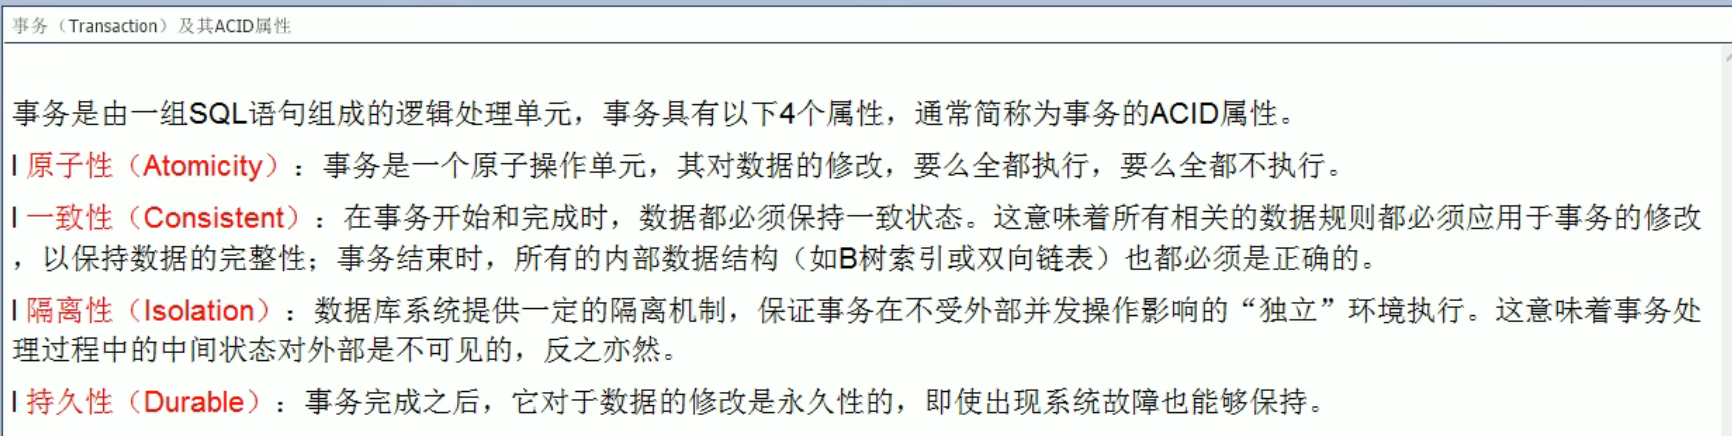 事务（Transaction）及其ACID属性
事务是由一组SQL语句组成的逻辑处理单元，事务具有以下4个属性，通常简称为事务的ACID属性。
l 原子性（Atomicity）：事务是一个原子操作单元，其对数据的修改，要么全都执行，要么全都不执行。
l 一致性（Consistent）：在事务开始和完成时，数据都必须保持一致状态。这意味着所有相关的数据规则都必须应用于事务的修改
，以保持数据的完整性；事务结束时，所有的内部数据结构（如B树索引或双向链表）也都必须是正确的。
l 隔离性（Isolation）：数据库系统提供一定的隔离机制，保证事务在不受外部并发操作影响的“独立”环境执行。这意味着事务处
理过程中的中间状态对外部是不可见的，反之亦然。
l 持久性（Durable）：事务完成之后，它对于数据的修改是永久性的，即使出现系统故障也能够保持。